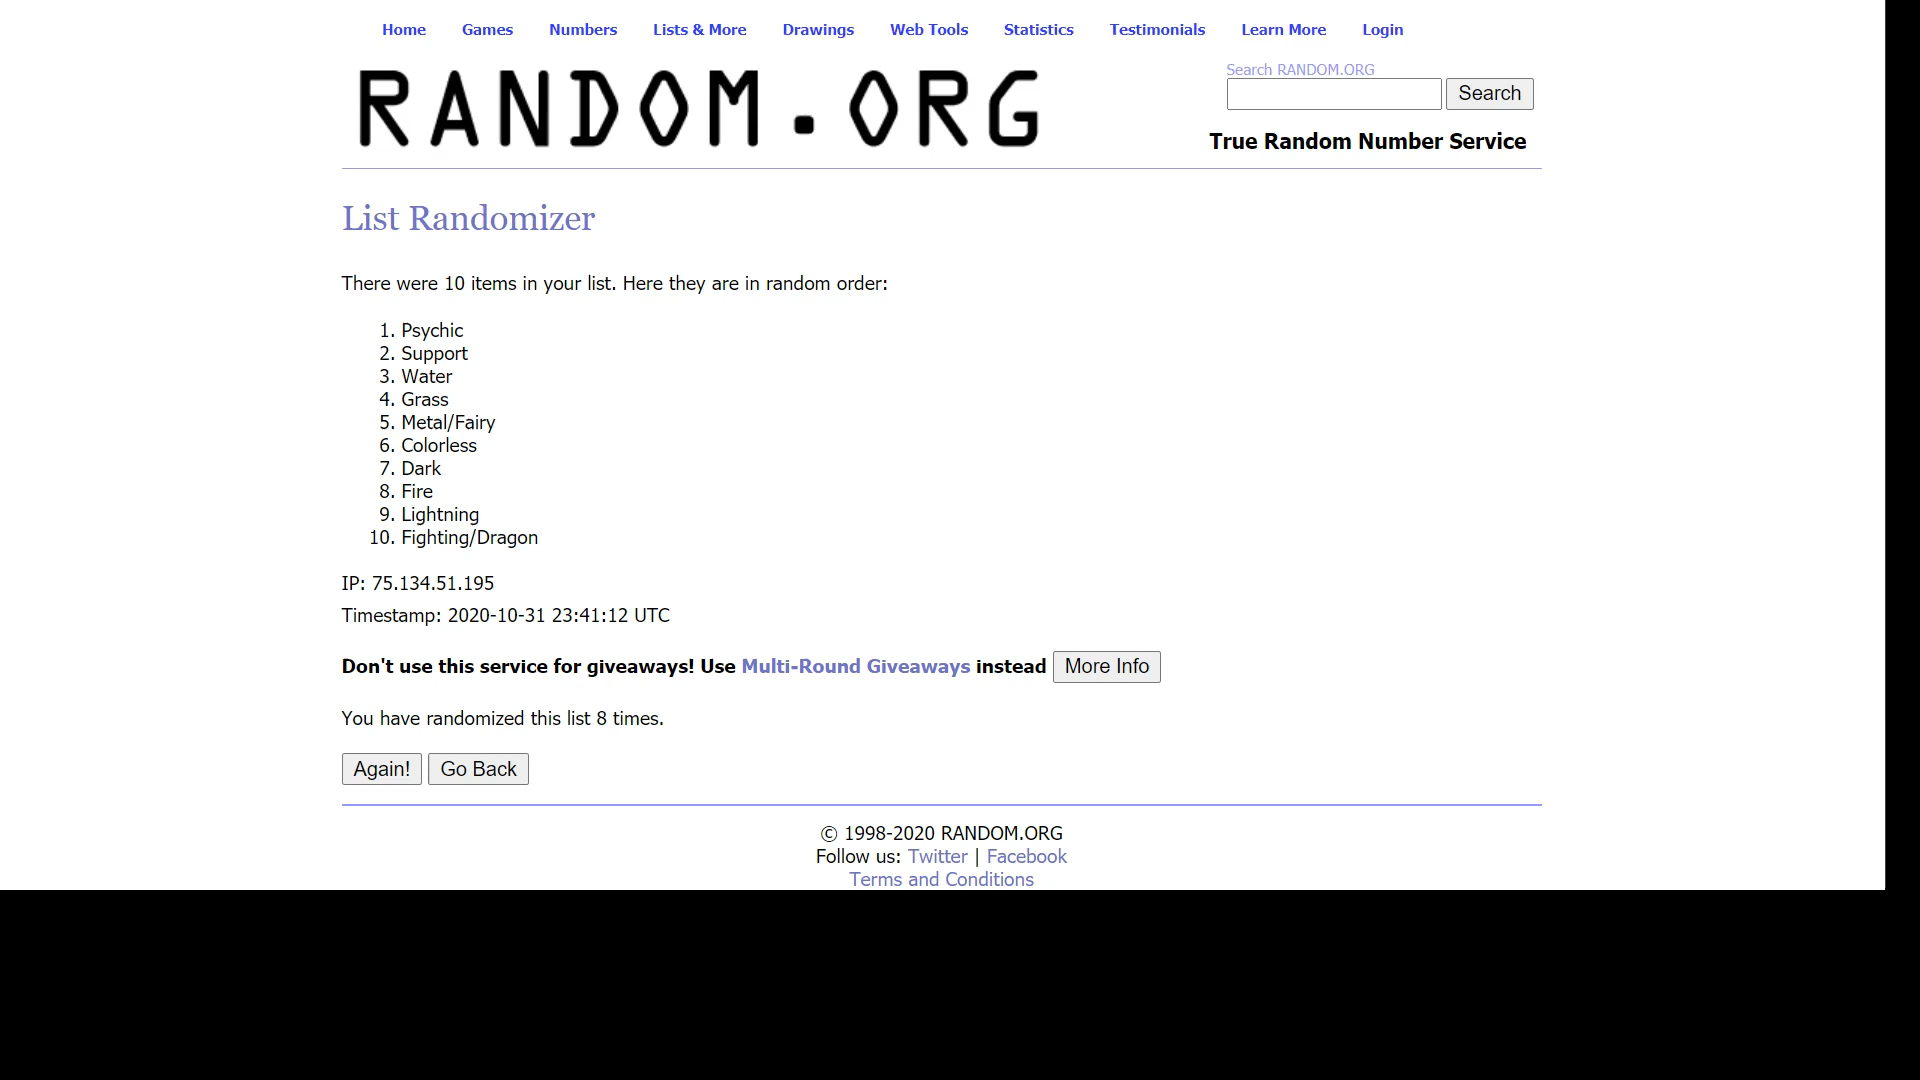 Home Games Numbers Lists & More Drawings Web Tools Statistics Testimonials Learn More Login
RANDOM.ORG
Search RANDOM.ORG
Search
True Random Number Service
List Randomizer
There were 10 items in your list. Here they are in random order:
1. Psychic
2. Support
3. Water
4. Grass
5. Metal/Fairy
6. Colorless
7. Dark
8. Fire
9. Lightning
10. Fighting/Dragon
IP: 75.134.51.195
Timestamp: 2020-10-31 23:41:12 UTC
Don't use this service for giveaways! Use Multi-Round Giveaways instead More Info
You have randomized this list 8 times.
Again! Go Back
© 1998-2020 RANDOM.ORG
Follow us: Twitter | Facebook
Terms and Conditions